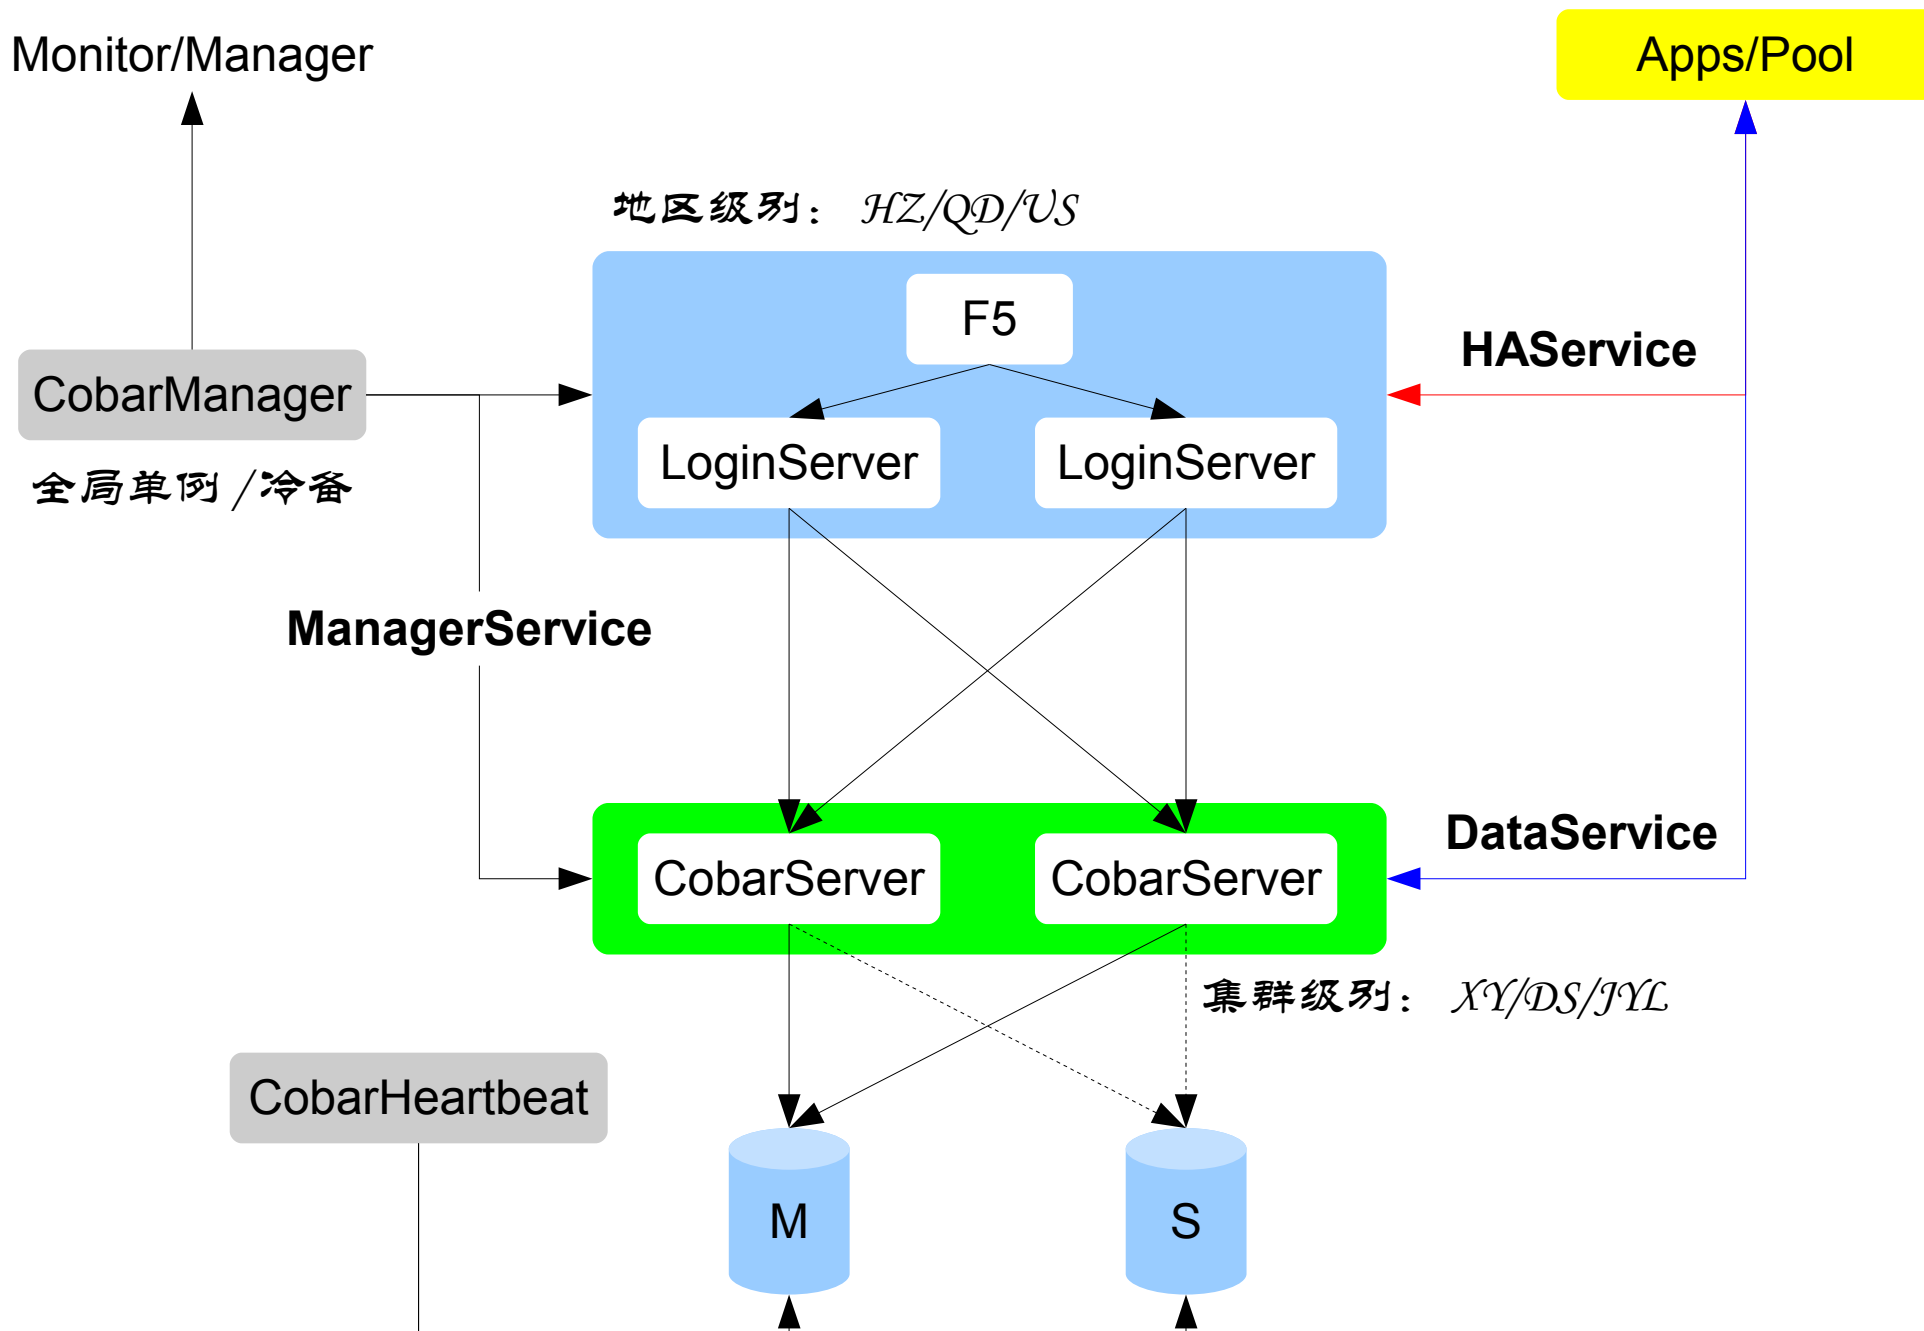 Monitor/Manager
Apps/Pool
地区级别： HZ/QD/US
F5
HAService
CobarManager
LoginServer
LoginServer
全局单例 /冷备
ManagerService
DataService
CobarServer
CobarServer
集群级别： XY/DS/JYL
CobarHeartbeat
M
S